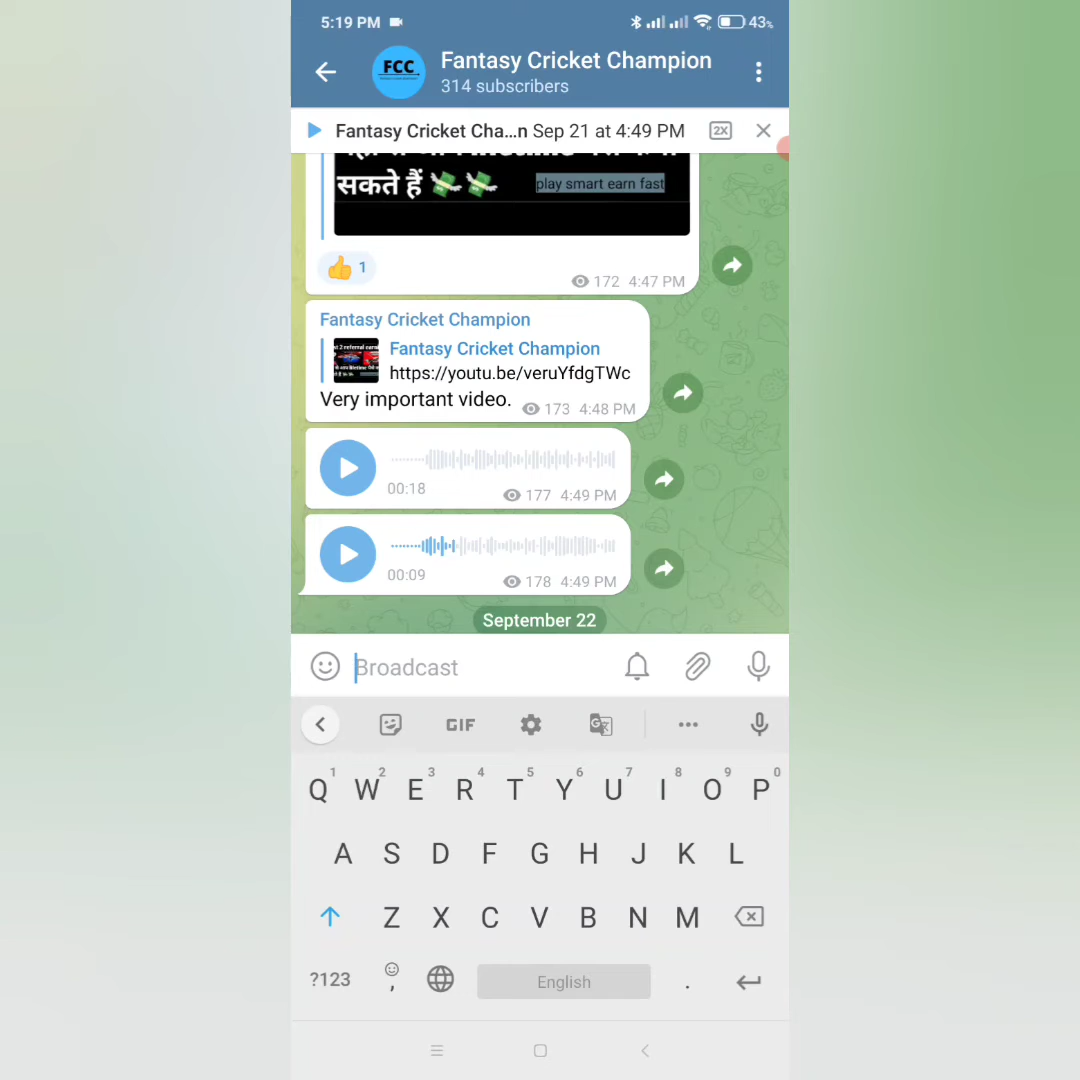 5:19 PM
43%
FCC
Fantasy Cricket Champion
314 subscribers
Fantasy Cricket Cha...n Sep 21 at 4:49 PM
2X
सकते हैं 💸💸 play smart earn fast
👍 1
172 4:47 PM
Fantasy Cricket Champion
Fantasy Cricket Champion
https://youtu.be/veruYfdgTWc
Very important video. 173 4:48 PM
00:18 177 4:49 PM
00:09 178 4:49 PM
September 22
Broadcast
GIF
1 2 3 4 5 6 7 8 9 0
Q W E R T Y U I O P
A S D F G H J K L
Z X C V B N M
?123 , English .